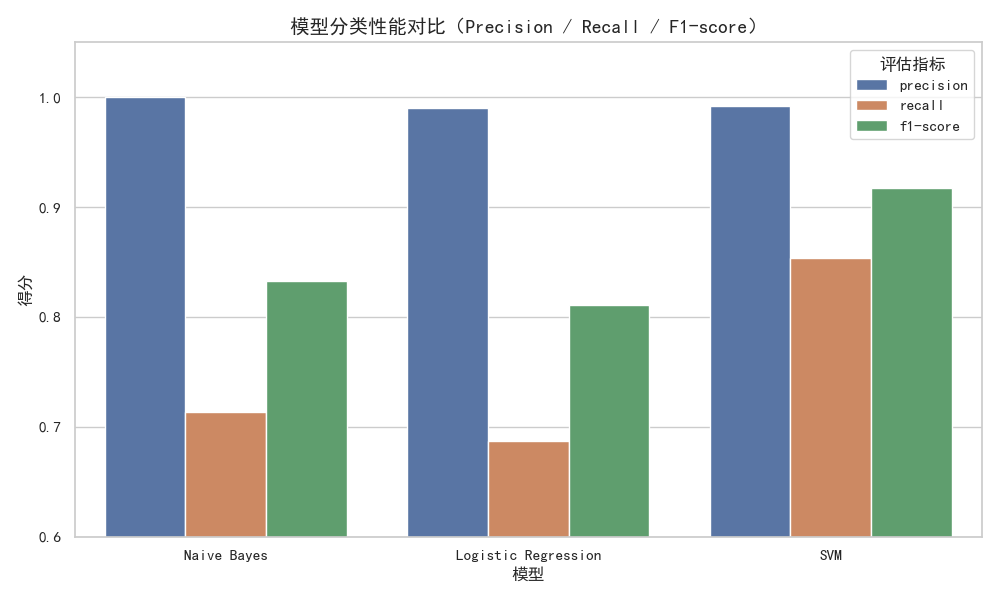 模型分类性能对比（Precision / Recall / F1-score）
评估指标
precision
recall
f1-score
得分
1.0
0.9
0.8
0.7
0.6
Naive Bayes
Logistic Regression
SVM
模型